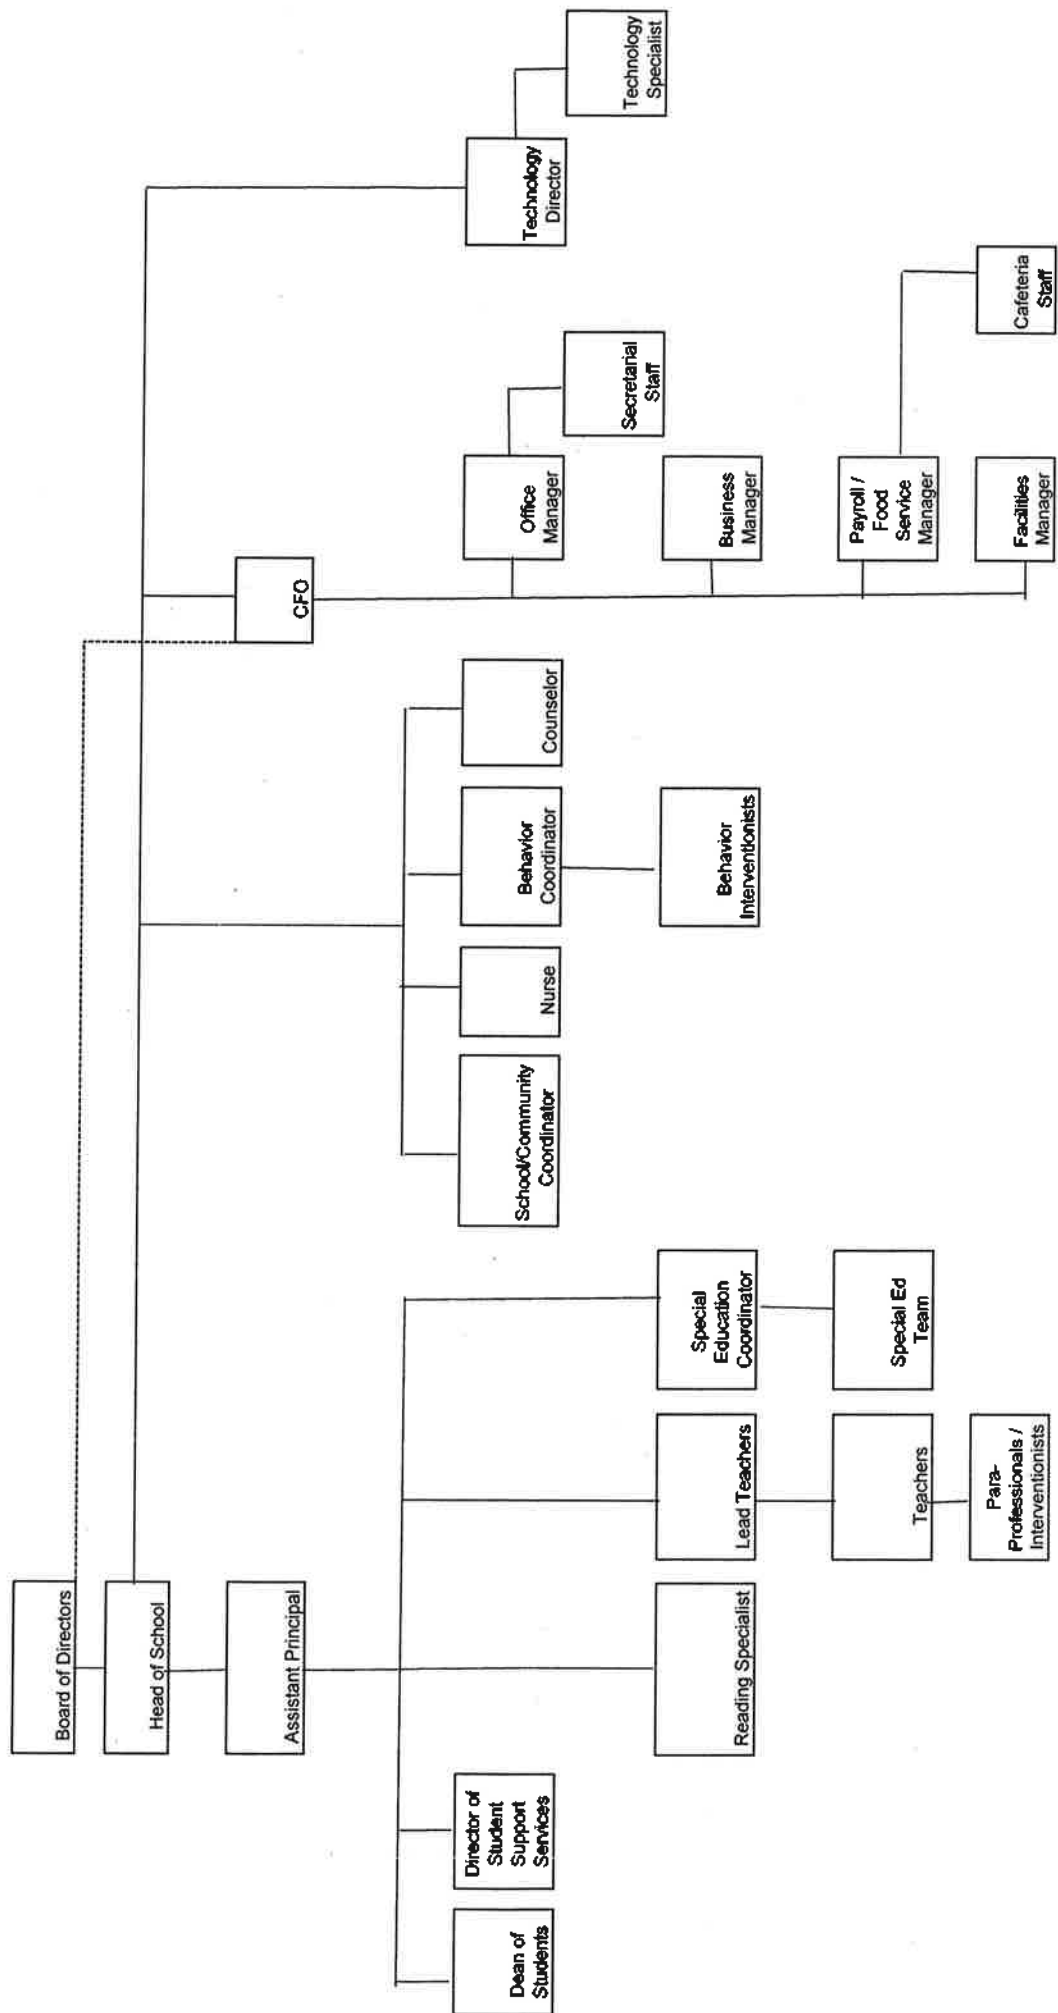 Board of Directors
Head of School
Assistant Principal
CFO
Dean of
Students
Director of
Student
Support
Services
School/Community
Coordinator
Nurse
Behavior
Coordinator
Counselor
Office
Manager
Technology
Director
Secretarial
Staff
Technology
Specialist
Reading Specialist
Lead Teachers
Special
Education
Coordinator
Behavior
Interventionists
Business
Manager
Teachers
Special Ed
Team
Payroll /
Food
Service
Manager
Para-
Professionals /
Interventionists
Facilities
Manager
Cafeteria
Staff